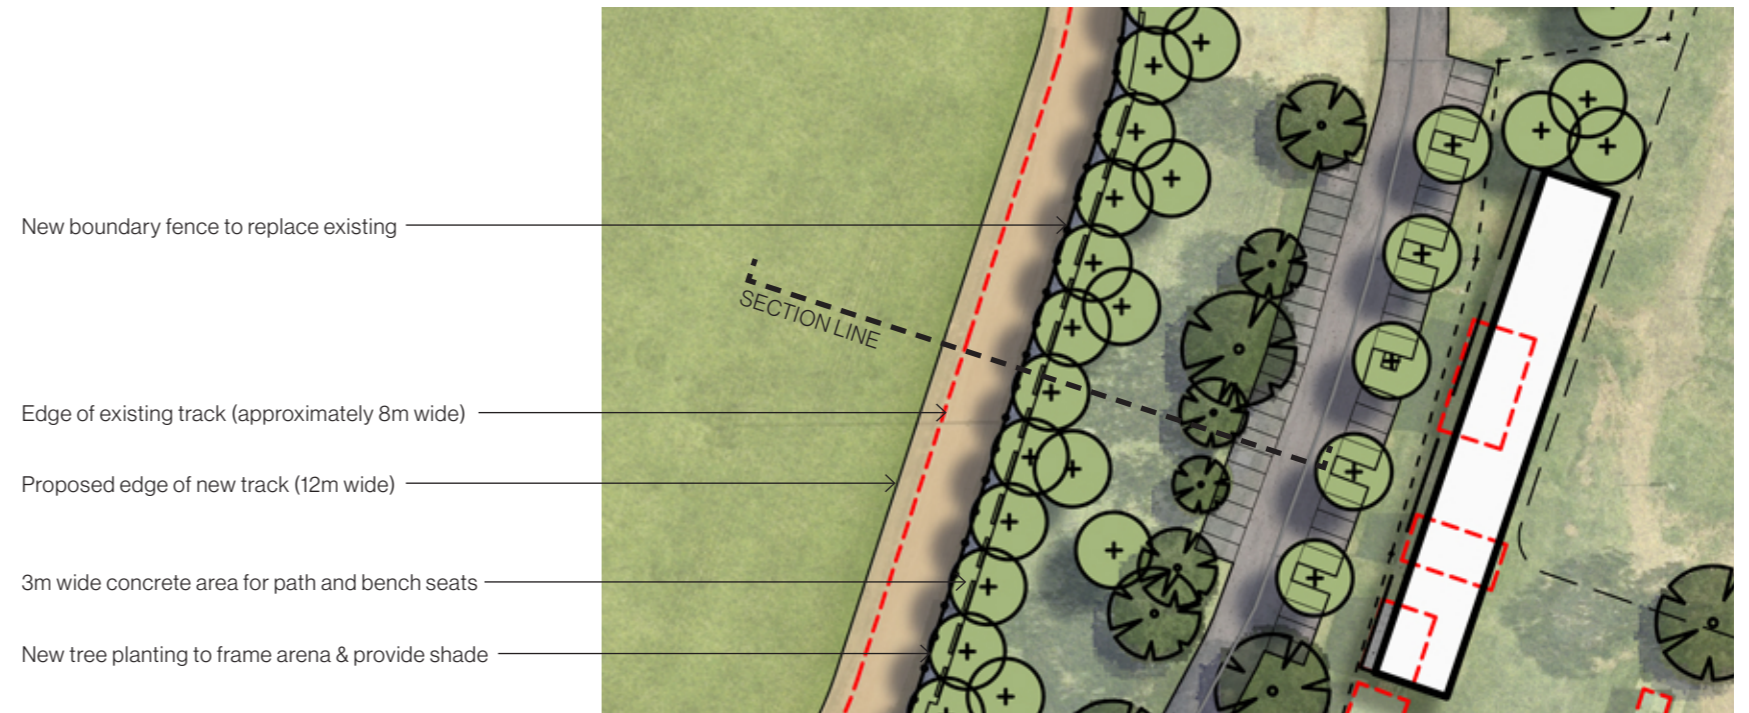 New boundary fence to replace existing
SECTION LINE
Edge of existing track (approximately 8m wide)
Proposed edge of new track (12m wide)
3m wide concrete area for path and bench seats
New tree planting to frame arena & provide shade